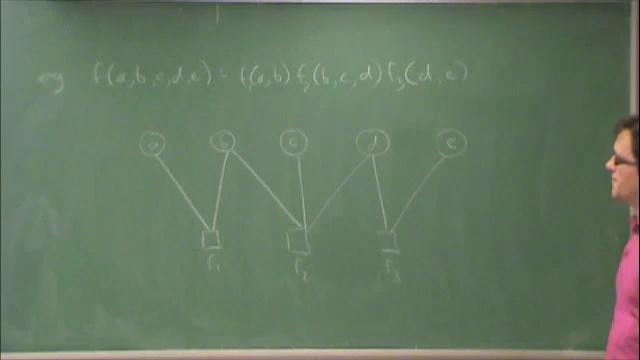 eg f(a,b,c,d,e) = f₁(a,b) f₂(b,c,d) f₃(d,e)
a b c d e
f₁ f₂ f₃